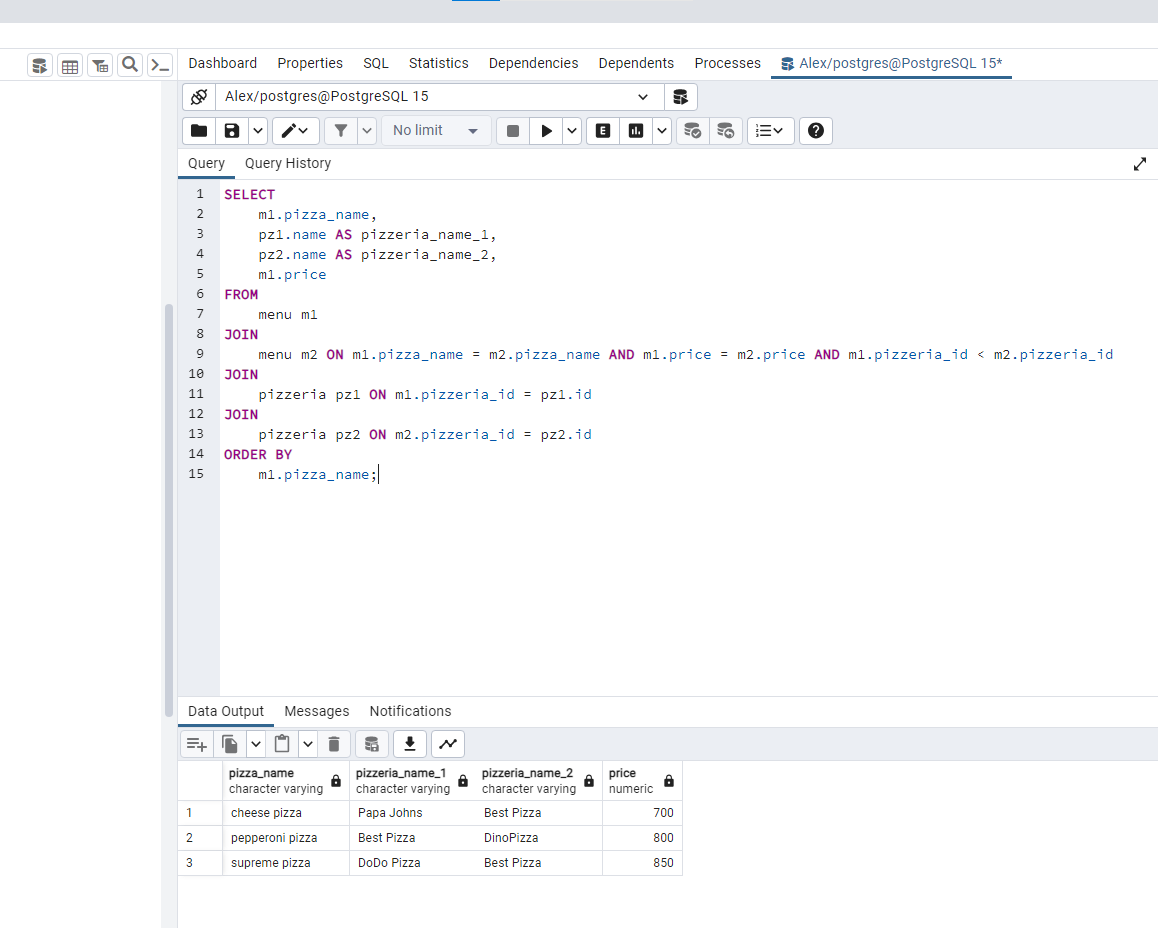 Dashboard Properties SQL Statistics Dependencies Dependents Processes Alex/postgres@PostgreSQL 15*
Alex/postgres@PostgreSQL 15
No limit E
Query Query History
1 SELECT
2 m1.pizza_name,
3 pz1.name AS pizzeria_name_1,
4 pz2.name AS pizzeria_name_2,
5 m1.price
6 FROM
7 menu m1
8 JOIN
9 menu m2 ON m1.pizza_name = m2.pizza_name AND m1.price = m2.price AND m1.pizzeria_id < m2.pizzeria_id
10 JOIN
11 pizzeria pz1 ON m1.pizzeria_id = pz1.id
12 JOIN
13 pizzeria pz2 ON m2.pizzeria_id = pz2.id
14 ORDER BY
15 m1.pizza_name;
Data Output Messages Notifications
pizza_name pizzeria_name_1 pizzeria_name_2 price
character varying character varying character varying numeric
1 cheese pizza Papa Johns Best Pizza 700
2 pepperoni pizza Best Pizza DinoPizza 800
3 supreme pizza DoDo Pizza Best Pizza 850